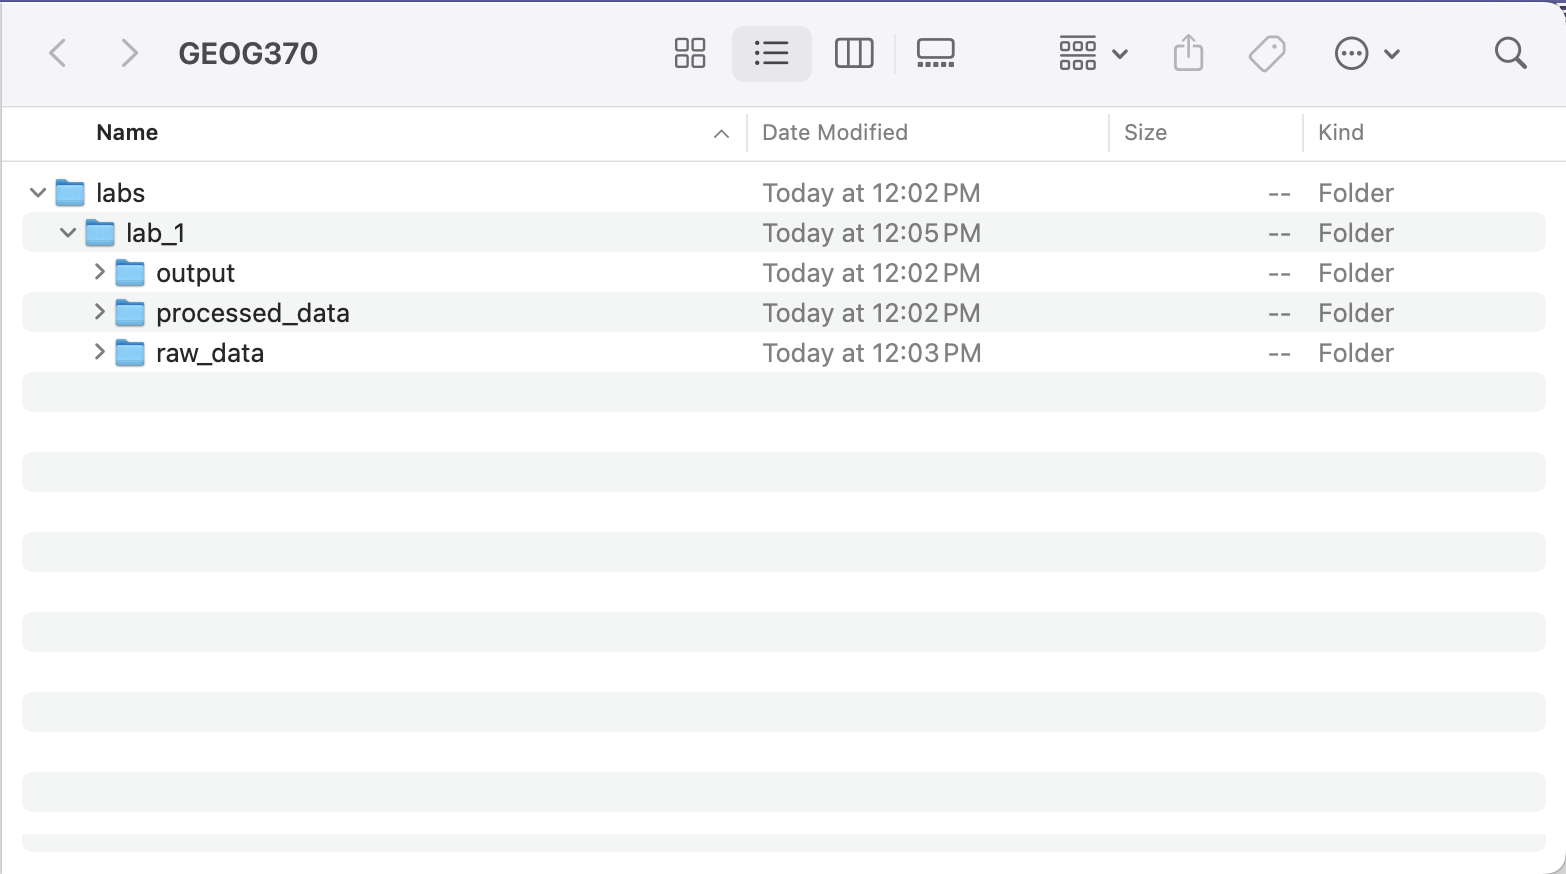 GEOG370
Name Date Modified Size Kind
labs Today at 12:02 PM -- Folder
lab_1 Today at 12:05 PM -- Folder
output Today at 12:02 PM -- Folder
processed_data Today at 12:02 PM -- Folder
raw_data Today at 12:03 PM -- Folder